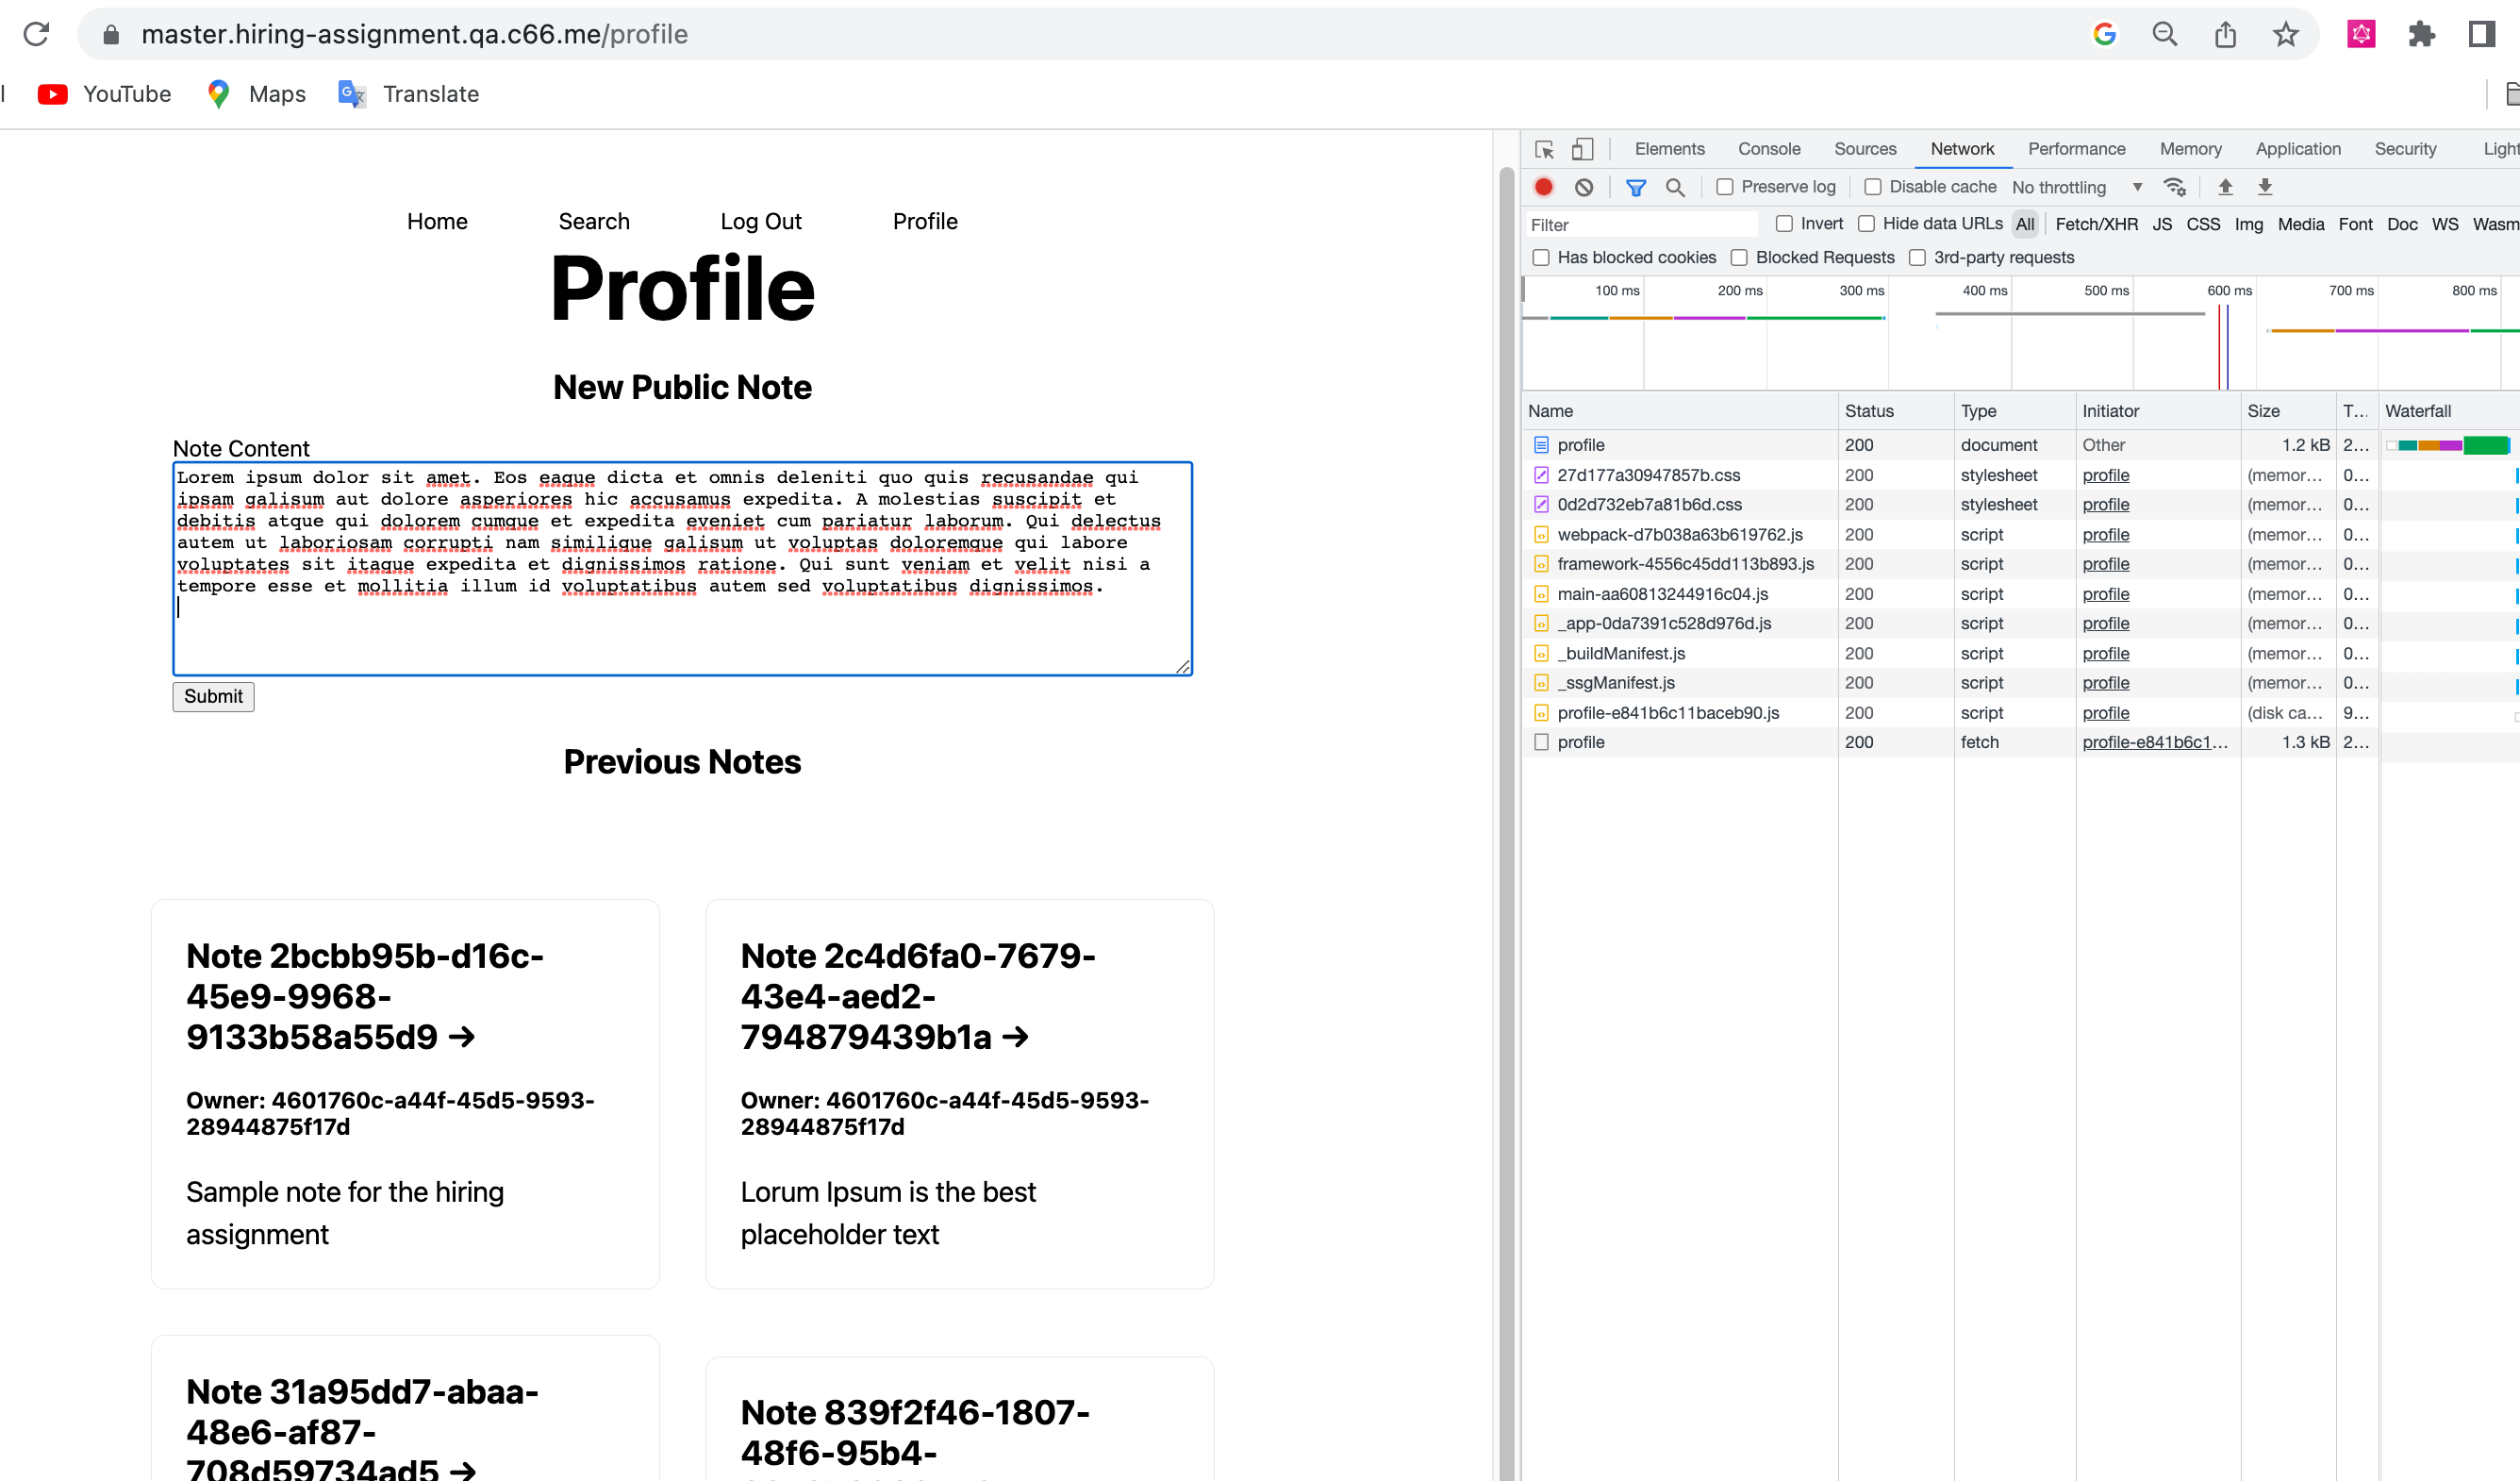 master.hiring-assignment.qa.c66.me/profile
YouTube Maps Translate
Home Search Log Out Profile
Profile
New Public Note
Note Content
Lorem ipsum dolor sit amet. Eos eaque dicta et omnis deleniti quo quis recusandae qui
ipsam galisum aut dolore asperiores hic accusamus expedita. A molestias suscipit et
debitis atque qui dolorem cumque et expedita eveniet cum pariatur laborum. Qui delectus
autem ut laboriosam corrupti nam similique galisum ut voluptas doloremque qui labore
voluptates sit itaque expedita et dignissimos ratione. Qui sunt veniam et velit nisi a
tempore esse et mollitia illum id voluptatibus autem sed voluptatibus dignissimos.
Submit
Previous Notes
Note 2bcbb95b-d16c-
45e9-9968-
9133b58a55d9 →
Owner: 4601760c-a44f-45d5-9593-
28944875f17d
Sample note for the hiring
assignment
Note 2c4d6fa0-7679-
43e4-aed2-
794879439b1a →
Owner: 4601760c-a44f-45d5-9593-
28944875f17d
Lorum Ipsum is the best
placeholder text
Note 31a95dd7-abaa-
48e6-af87-
708d59734ad5 →
Note 839f2f46-1807-
48f6-95b4-
Elements Console Sources Network Performance Memory Application Security Light
Preserve log Disable cache No throttling
Filter Invert Hide data URLs All Fetch/XHR JS CSS Img Media Font Doc WS Wasm
Has blocked cookies Blocked Requests 3rd-party requests
100 ms 200 ms 300 ms 400 ms 500 ms 600 ms 700 ms 800 ms
Name Status Type Initiator Size T... Waterfall
profile 200 document Other 1.2 kB 2...
27d177a30947857b.css 200 stylesheet profile (memor... 0...
0d2d732eb7a81b6d.css 200 stylesheet profile (memor... 0...
webpack-d7b038a63b619762.js 200 script profile (memor... 0...
framework-4556c45dd113b893.js 200 script profile (memor... 0...
main-aa60813244916c04.js 200 script profile (memor... 0...
_app-0da7391c528d976d.js 200 script profile (memor... 0...
_buildManifest.js 200 script profile (memor... 0...
_ssgManifest.js 200 script profile (memor... 0...
profile-e841b6c11baceb90.js 200 script profile (disk ca... 9...
profile 200 fetch profile-e841b6c1... 1.3 kB 2...